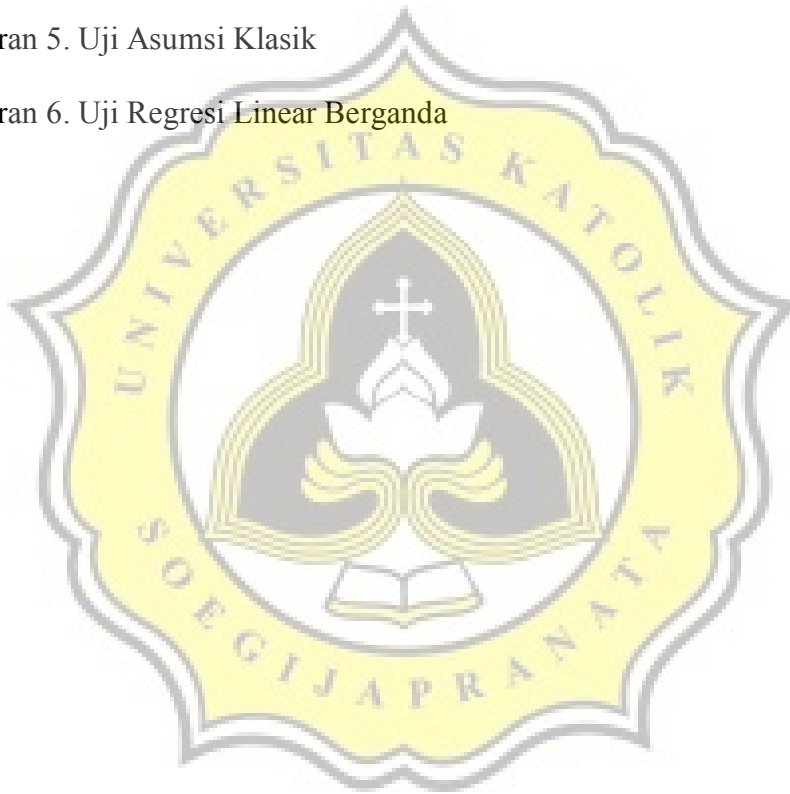 ran 5. Uji Asumsi Klasik
ran 6. Uji Regresi Linear Berganda
UNIVERSITAS KATOLIK
SOEGIJAPRANATA